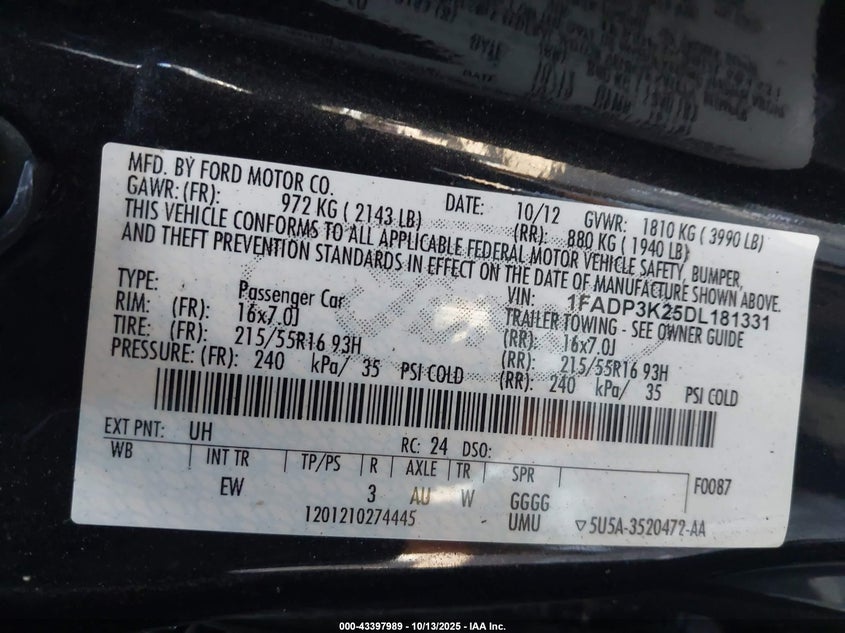 MFD. BY FORD MOTOR CO.
DATE: 10/12 GVWR: 1810 KG ( 3990 LB)
GAWR: (FR): 972 KG ( 2143 LB) (RR): 880 KG ( 1940 LB)
THIS VEHICLE CONFORMS TO ALL APPLICABLE FEDERAL MOTOR VEHICLE SAFETY, BUMPER,
AND THEFT PREVENTION STANDARDS IN EFFECT ON THE DATE OF MANUFACTURE SHOWN ABOVE.
VIN: 1FADP3K25DL181331
TYPE: Passenger Car TRAILER TOWING - SEE OWNER GUIDE
RIM: (FR) 16x7.0J (RR): 16x7.0J
TIRE: (FR): 215/55R16 93H (RR): 215/55R16 93H
PRESSURE: (FR): 240 kPa/ 35 PSI COLD (RR): 240 kPa/ 35 PSI COLD
EXT PNT: UH RC: 24 DSO:
WB INT TR TP/PS R AXLE TR SPR F0087
EW 3 AU W GGGG
1201210274445 UMU ▽5U5A-3520472-AA
000-43397989 - 10/13/2025 - IAA Inc.